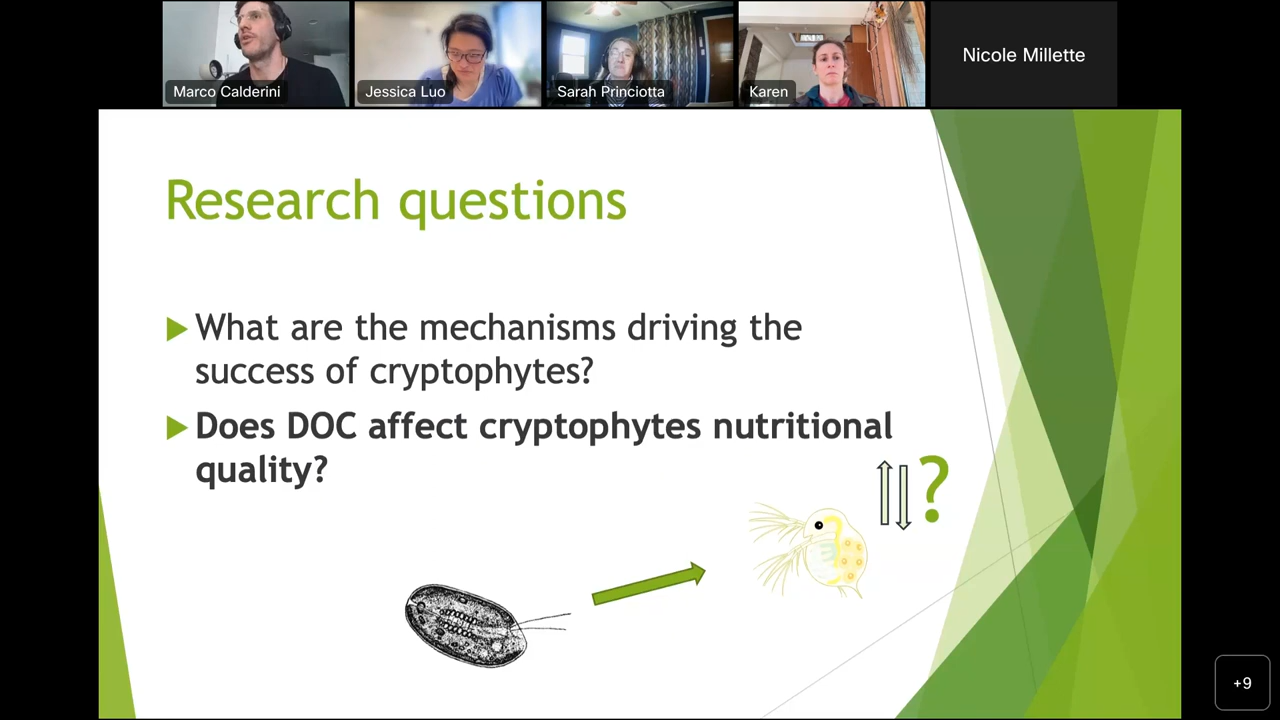 Marco Calderini
Jessica Luo
Sarah Princiotta
Karen
Nicole Millette
Research questions
What are the mechanisms driving the
success of cryptophytes?
Does DOC affect cryptophytes nutritional
quality?
?
+9